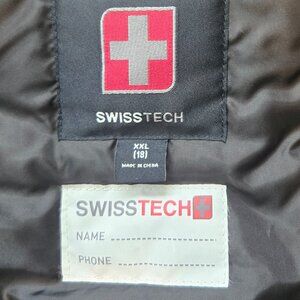 SWISSTECH
XXL
(18)
MADE IN CHINA
SWISSTECH
NAME
PHONE